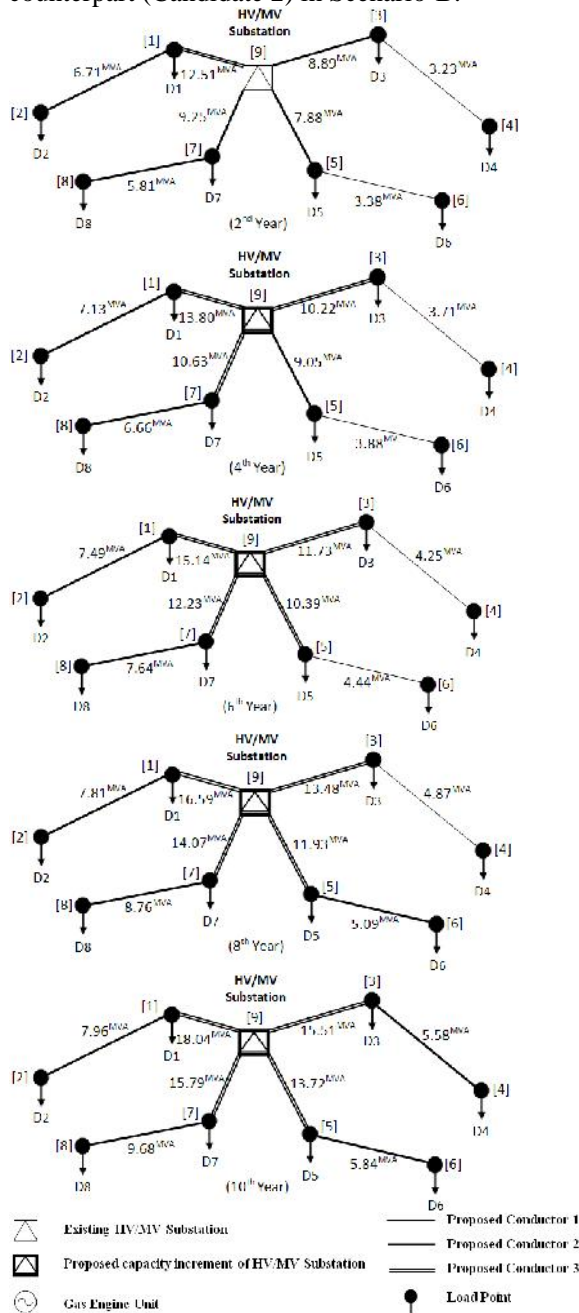 counterpart (Candidate 2) in Scenario B.
HV/MV
Substation
[1] [9] [3]
6.71MVA 12.51MVA 8.89MVA
D1 D3 3.23MVA
[2] 9.25MVA 7.88MVA [4]
D2 [7] [5] D4
[8] 5.81MVA D7 D5 3.38MVA [6]
D8 (2nd Year) D6
HV/MV
Substation
[1] [9] [3]
7.13MVA 13.80MVA 10.22MVA
D1 D3 3.71MVA
[2] 10.63MVA 9.05MVA [4]
D2 [7] [5] D4
[8] 6.66MVA D7 D5 3.88MV [6]
D8 (4th Year) D6
HV/MV
Substation
[1] [9] [3]
7.49MVA 15.14MVA 11.73MVA
D1 D3 4.25MVA
[2] 12.23MVA 10.39MVA [4]
D2 [7] [5] D4
[8] 7.64MVA D7 D5 4.44MVA [6]
D8 (6th Year) D6
HV/MV
Substation
[1] [9] [3]
7.81MVA 16.59MVA 13.48MVA
D1 D3 4.87MVA
[2] 14.07MVA 11.93MVA [4]
D2 [7] [5] D4
[8] 8.76MVA D7 D5 5.09MVA [6]
D8 (8th Year) D6
HV/MV
Substation
[1] [9] [3]
7.96MVA 18.04MVA 15.51MVA
D1 D3 5.58MVA
[2] 15.79MVA 13.72MVA [4]
D2 [7] [5] D4
[8] 9.68MVA D7 D5 5.84MVA [6]
D8 (10th Year) D6
Existing HV/MV Substation Proposed Conductor 1
Proposed Conductor 2
Proposed capacity increment of HV/MV Substation Proposed Conductor 3
Gas Engine Unit Load Point